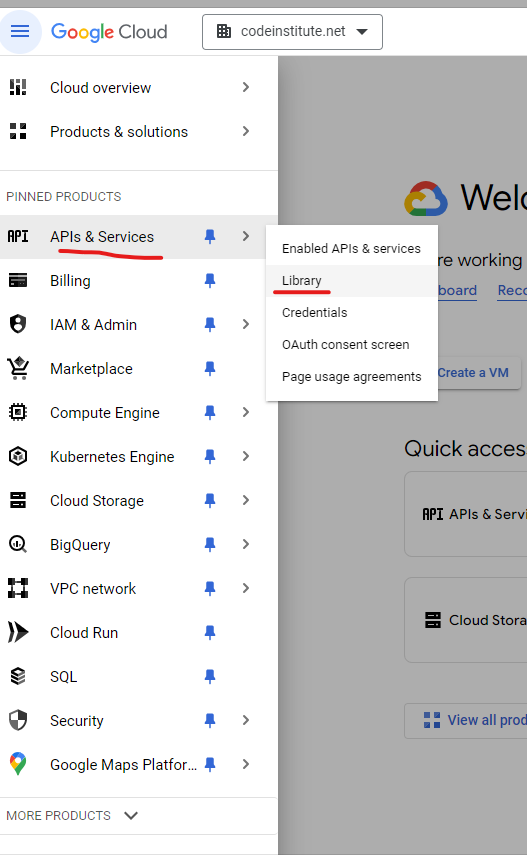 Google Cloud
codeinstitute.net
Cloud overview
Products & solutions
PINNED PRODUCTS
API APIs & Services
Billing
IAM & Admin
Marketplace
Compute Engine
Kubernetes Engine
Cloud Storage
BigQuery
VPC network
Cloud Run
SQL
Security
Google Maps Platfor...
MORE PRODUCTS
Enabled APIs & services
Library
Credentials
OAuth consent screen
Page usage agreements
Welc
re working
board Reco
Create a VM
Quick acces
API APIs & Servi
Cloud Stora
View all prod